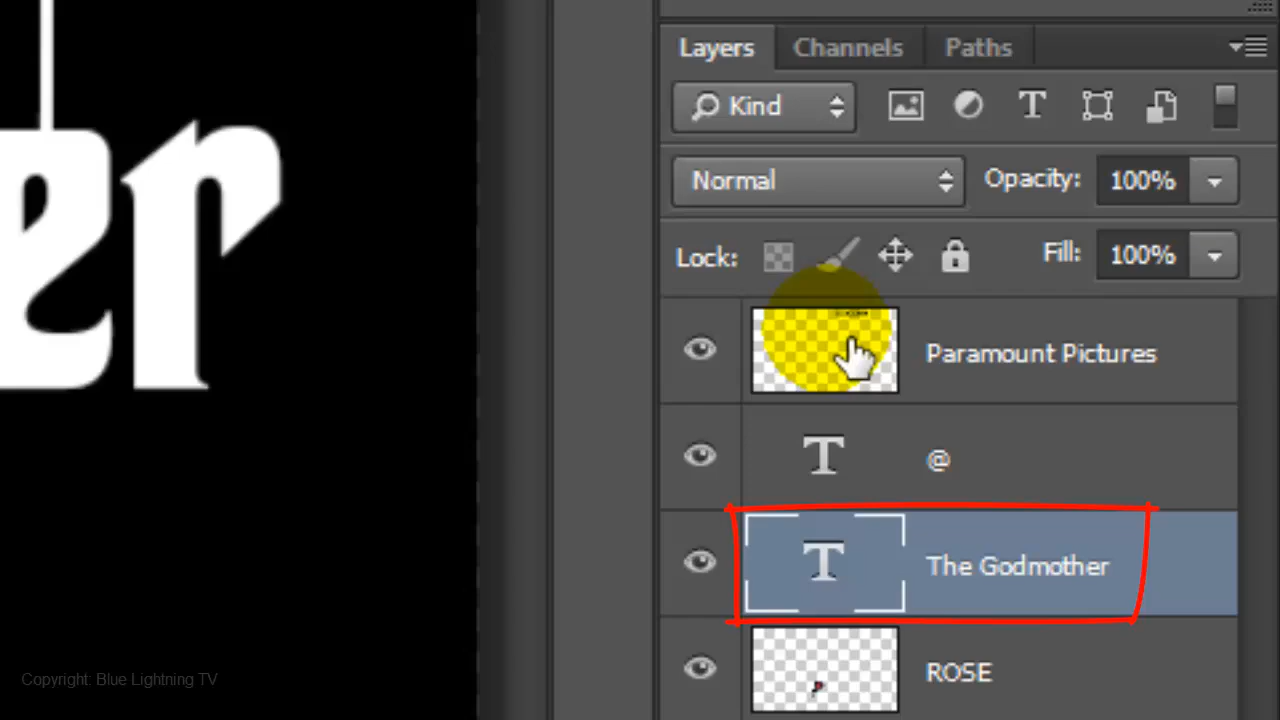 Layers Channels Paths
Kind T
Normal Opacity: 100%
Lock: Fill: 100%
er
Paramount Pictures
T @
T The Godmother
ROSE
Copyright: Blue Lightning TV